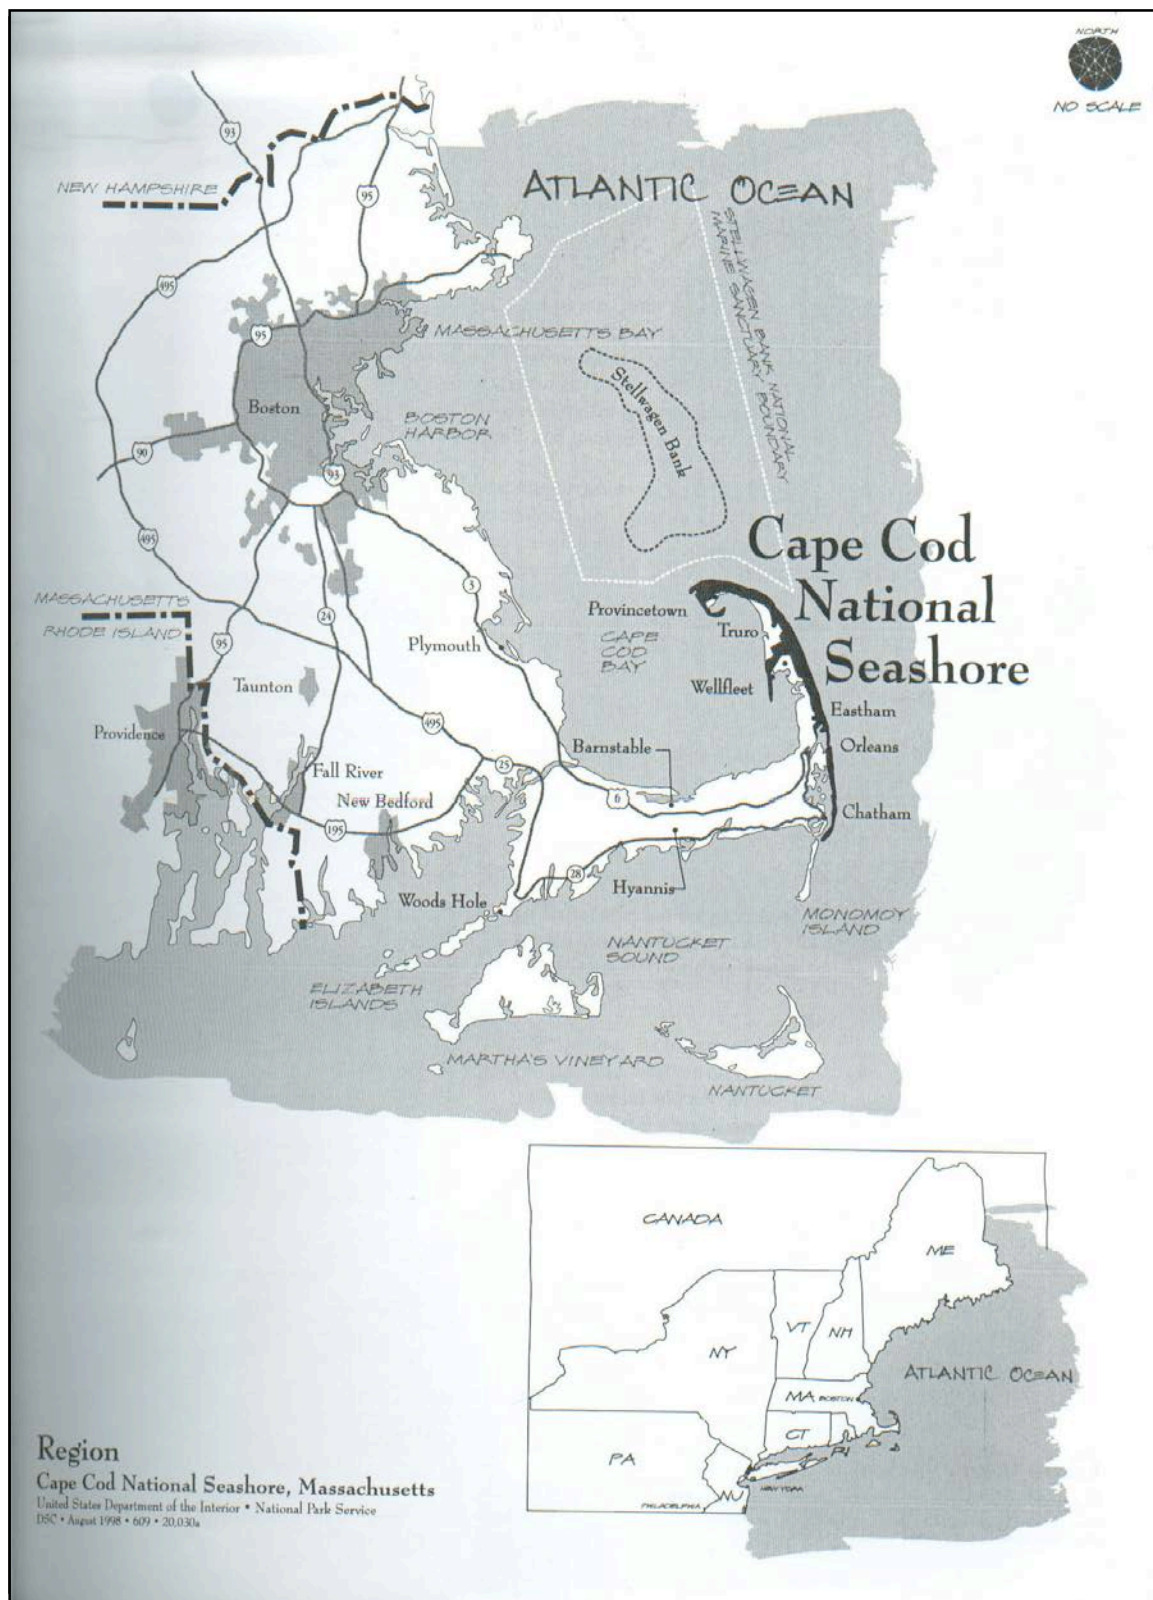 NORTH
NO SCALE
93
NEW HAMPSHIRE
95
ATLANTIC OCEAN
STELLWAGEN BANK NATIONAL
MARINE SANCTUARY BOUNDARY
495
95
MASSACHUSETTS BAY
Stellwagen Bank
Boston
BOSTON
HARBOR
90
93
495
Cape Cod
National
Seashore
3
MASSACHUSETTS
RHODE ISLAND
24
95
Provincetown
Truro
CAPE
COD
BAY
Plymouth
Wellfleet
Taunton
Eastham
495
Providence
Orleans
Barnstable
25
Fall River
6
New Bedford
Chatham
195
28
Hyannis
Woods Hole
MONOMOY
ISLAND
NANTUCKET
SOUND
ELIZABETH
ISLANDS
MARTHA'S VINEYARD
NANTUCKET
CANADA
ME
VT
NH
NY
ATLANTIC OCEAN
MA
BOSTON
CT
RI
PA
NJ
NEW YORK
PHILADELPHIA
Region
Cape Cod National Seashore, Massachusetts
United States Department of the Interior • National Park Service
DSC • August 1998 • 609 • 20,030a